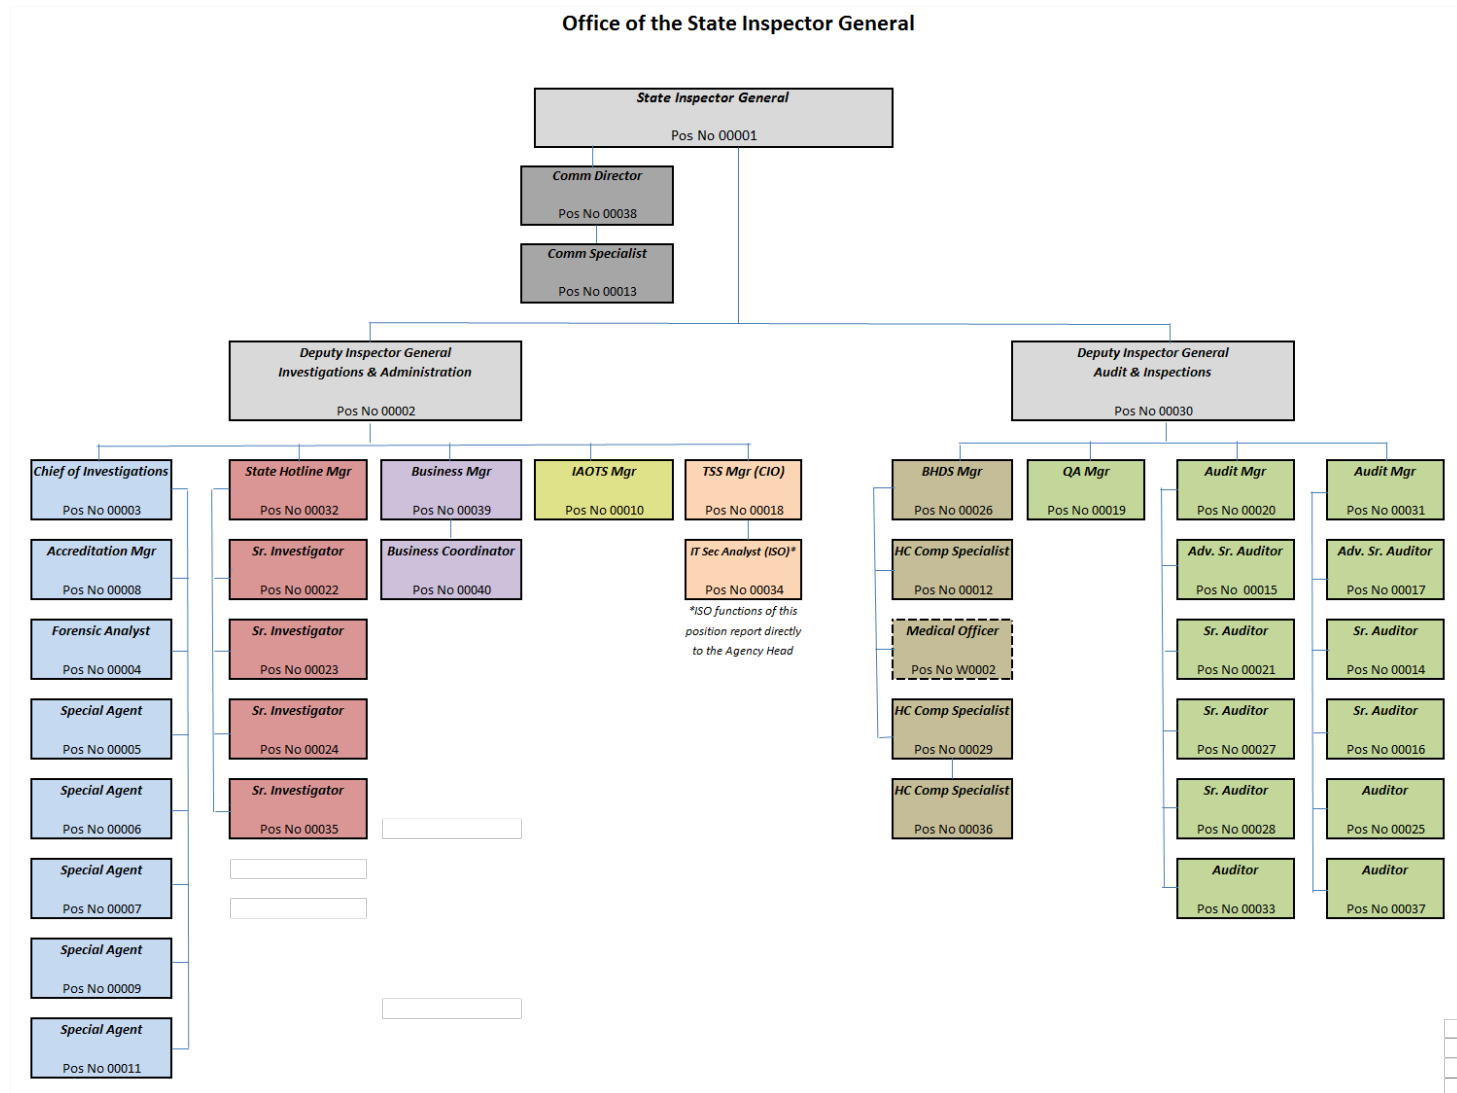 Office of the State Inspector General
State Inspector General
Pos No 00001
Comm Director
Pos No 00038
Comm Specialist
Pos No 00013
Deputy Inspector General
Investigations & Administration
Pos No 00002
Deputy Inspector General
Audit & Inspections
Pos No 00030
Chief of Investigations
Pos No 00003
Accreditation Mgr
Pos No 00008
Forensic Analyst
Pos No 00004
Special Agent
Pos No 00005
Special Agent
Pos No 00006
Special Agent
Pos No 00007
Special Agent
Pos No 00009
Special Agent
Pos No 00011
State Hotline Mgr
Pos No 00032
Sr. Investigator
Pos No 00022
Sr. Investigator
Pos No 00023
Sr. Investigator
Pos No 00024
Sr. Investigator
Pos No 00035
Business Mgr
Pos No 00039
Business Coordinator
Pos No 00040
IAOTS Mgr
Pos No 00010
TSS Mgr (CIO)
Pos No 00018
IT Sec Analyst (ISO)*
Pos No 00034
*ISO functions of this
position report directly
to the Agency Head
BHDS Mgr
Pos No 00026
HC Comp Specialist
Pos No 00012
Medical Officer
Pos No W0002
HC Comp Specialist
Pos No 00029
HC Comp Specialist
Pos No 00036
QA Mgr
Pos No 00019
Audit Mgr
Pos No 00020
Adv. Sr. Auditor
Pos No 00015
Sr. Auditor
Pos No 00021
Sr. Auditor
Pos No 00027
Sr. Auditor
Pos No 00028
Auditor
Pos No 00033
Audit Mgr
Pos No 00031
Adv. Sr. Auditor
Pos No 00017
Sr. Auditor
Pos No 00014
Sr. Auditor
Pos No 00016
Auditor
Pos No 00025
Auditor
Pos No 00037